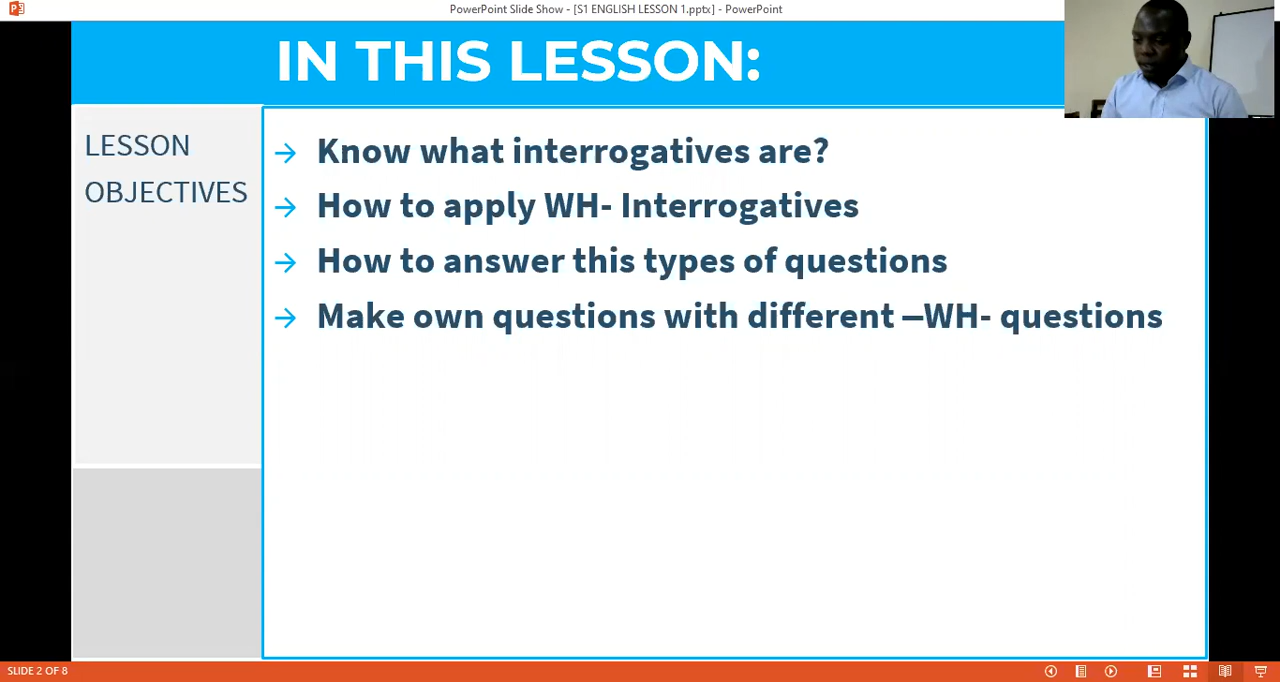 PowerPoint Slide Show - [S1 ENGLISH LESSON 1.pptx] - PowerPoint
IN THIS LESSON:
LESSON
OBJECTIVES
→ Know what interrogatives are?
→ How to apply WH- Interrogatives
→ How to answer this types of questions
→ Make own questions with different –WH- questions
SLIDE 2 OF 8